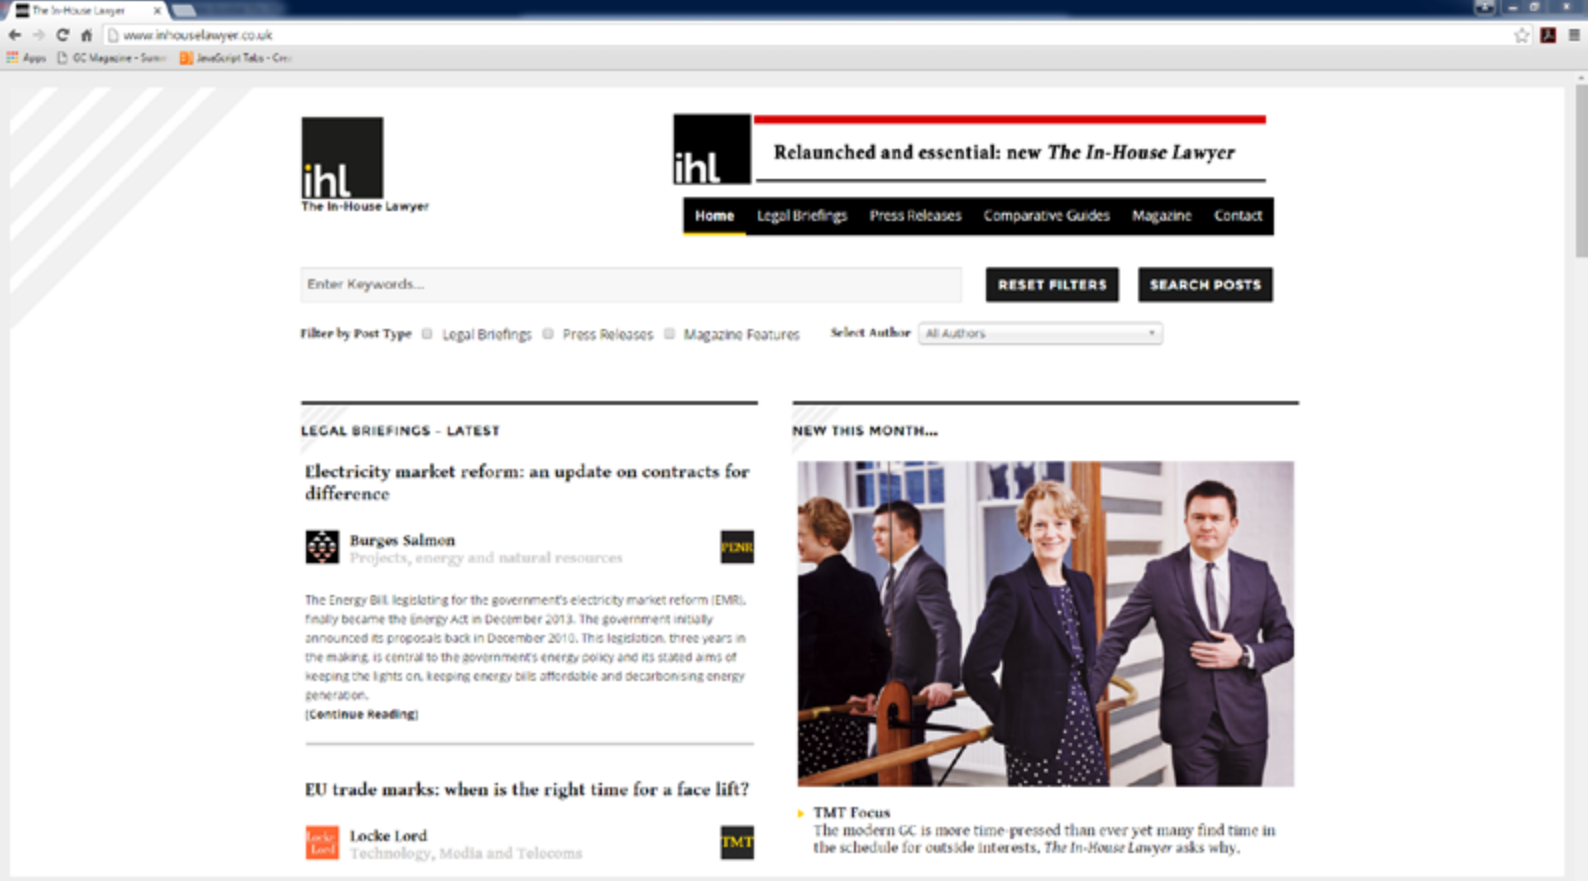 The In-House Lawyer
www.inhouselawyer.co.uk
Apps GC Magazine - Summ JavaScript Tabs - Cre
ihl
The In-House Lawyer
ihl
Relaunched and essential: new The In-House Lawyer
Home Legal Briefings Press Releases Comparative Guides Magazine Contact
Enter Keywords...
RESET FILTERS
SEARCH POSTS
Filter by Post Type Legal Briefings Press Releases Magazine Features Select Author All Authors
LEGAL BRIEFINGS – LATEST
Electricity market reform: an update on contracts for
difference
Burges Salmon
Projects, energy and natural resources
PENR
The Energy Bill, legislating for the government's electricity market reform (EMR),
finally became the Energy Act in December 2013. The government initially
announced its proposals back in December 2010. This legislation, three years in
the making, is central to the government's energy policy and its stated aims of
keeping the lights on, keeping energy bills affordable and decarbonising energy
generation.
[Continue Reading]
EU trade marks: when is the right time for a face lift?
Locke
Lord
Locke Lord
Technology, Media and Telecoms
TMT
NEW THIS MONTH...
TMT Focus
The modern GC is more time-pressed than ever yet many find time in
the schedule for outside interests. The In-House Lawyer asks why.